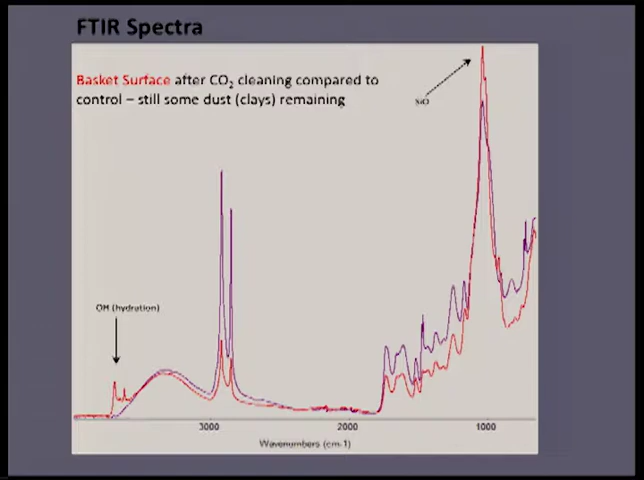 FTIR Spectra
Basket Surface after CO₂ cleaning compared to
control – still some dust (clays) remaining
SiO
OH (hydration)
3000 2000 1000
Wavenumbers (cm-1)